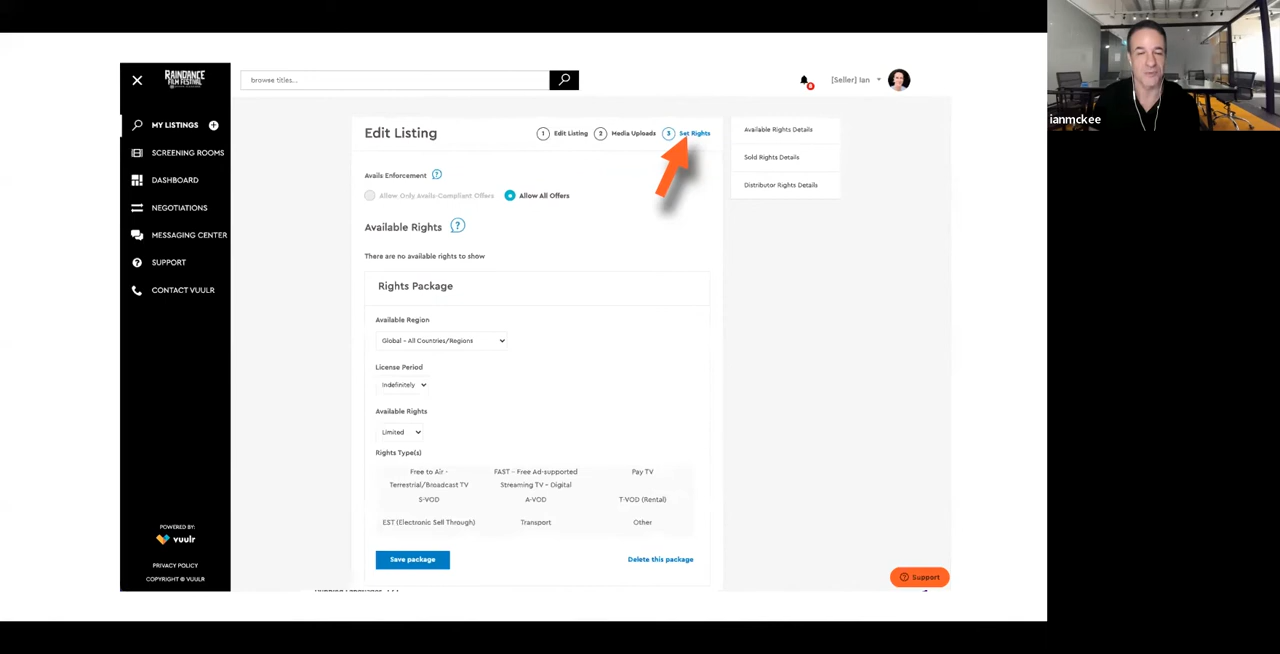 RAINDANCE
FILM FESTIVAL
browse titles...
8
[Seller] Ian
ianmckee
MY LISTINGS
SCREENING ROOMS
DASHBOARD
NEGOTIATIONS
MESSAGING CENTER
SUPPORT
CONTACT VUULR
POWERED BY:
vuulr
PRIVACY POLICY
COPYRIGHT © VUULR
Edit Listing
1 Edit Listing 2 Media Uploads 3 Set Rights
Avails Enforcement ?
Allow Only Avails-Compliant Offers Allow All Offers
Available Rights ?
There are no available rights to show
Rights Package
Available Region
Global - All Countries/Regions
License Period
Indefinitely
Available Rights
Limited
Rights Type(s)
Free to Air -
Terrestrial/Broadcast TV
FAST - Free Ad-supported
Streaming TV - Digital
Pay TV
S-VOD
A-VOD
T-VOD (Rental)
EST (Electronic Sell Through)
Transport
Other
Save package
Delete this package
Available Rights Details
Sold Rights Details
Distributor Rights Details
? Support